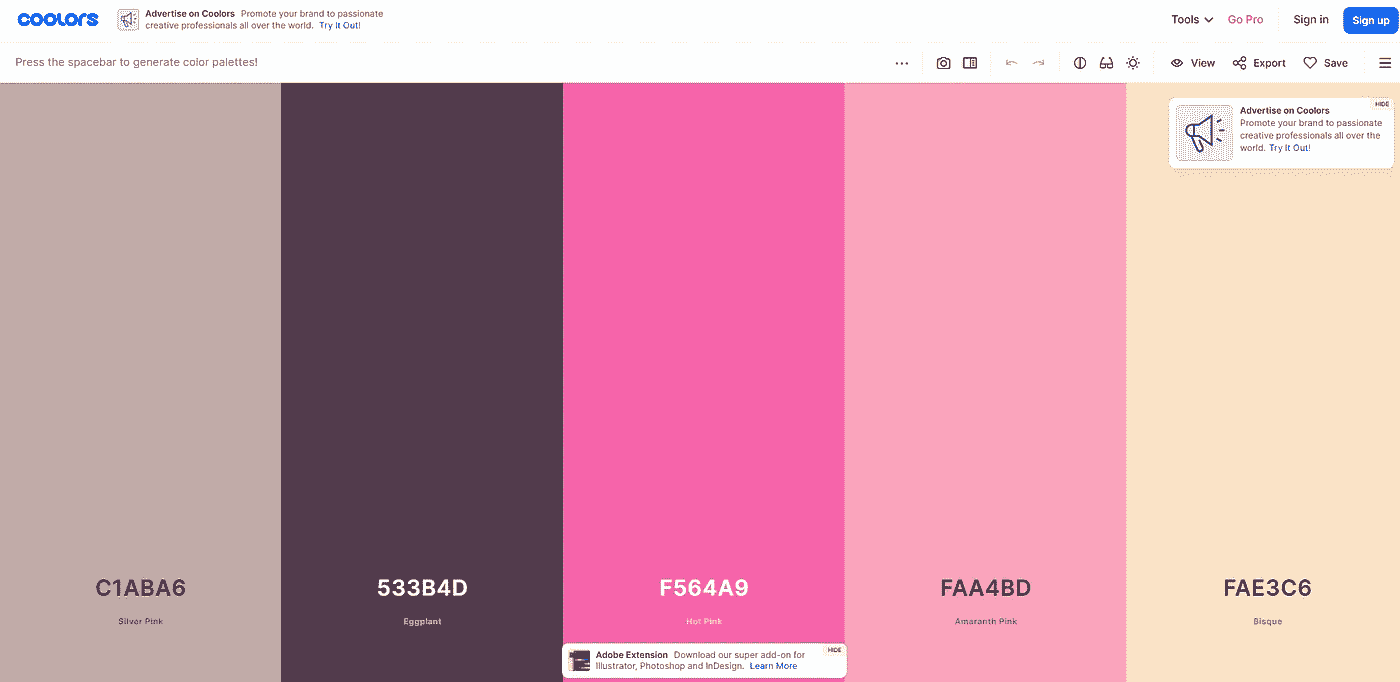 coolors
Advertise on Coolors Promote your brand to passionate
creative professionals all over the world. Try It Out!
Tools
Go Pro
Sign in
Sign up
Press the spacebar to generate color palettes!
View
Export
Save
HIDE
Advertise on Coolors
Promote your brand to passionate
creative professionals all over the
world. Try It Out!
C1ABA6
533B4D
F564A9
FAA4BD
FAE3C6
Silver Pink
Eggplant
Hot Pink
Amaranth Pink
Bisque
Adobe Extension Download our super add-on for
Illustrator, Photoshop and InDesign. Learn More
HIDE